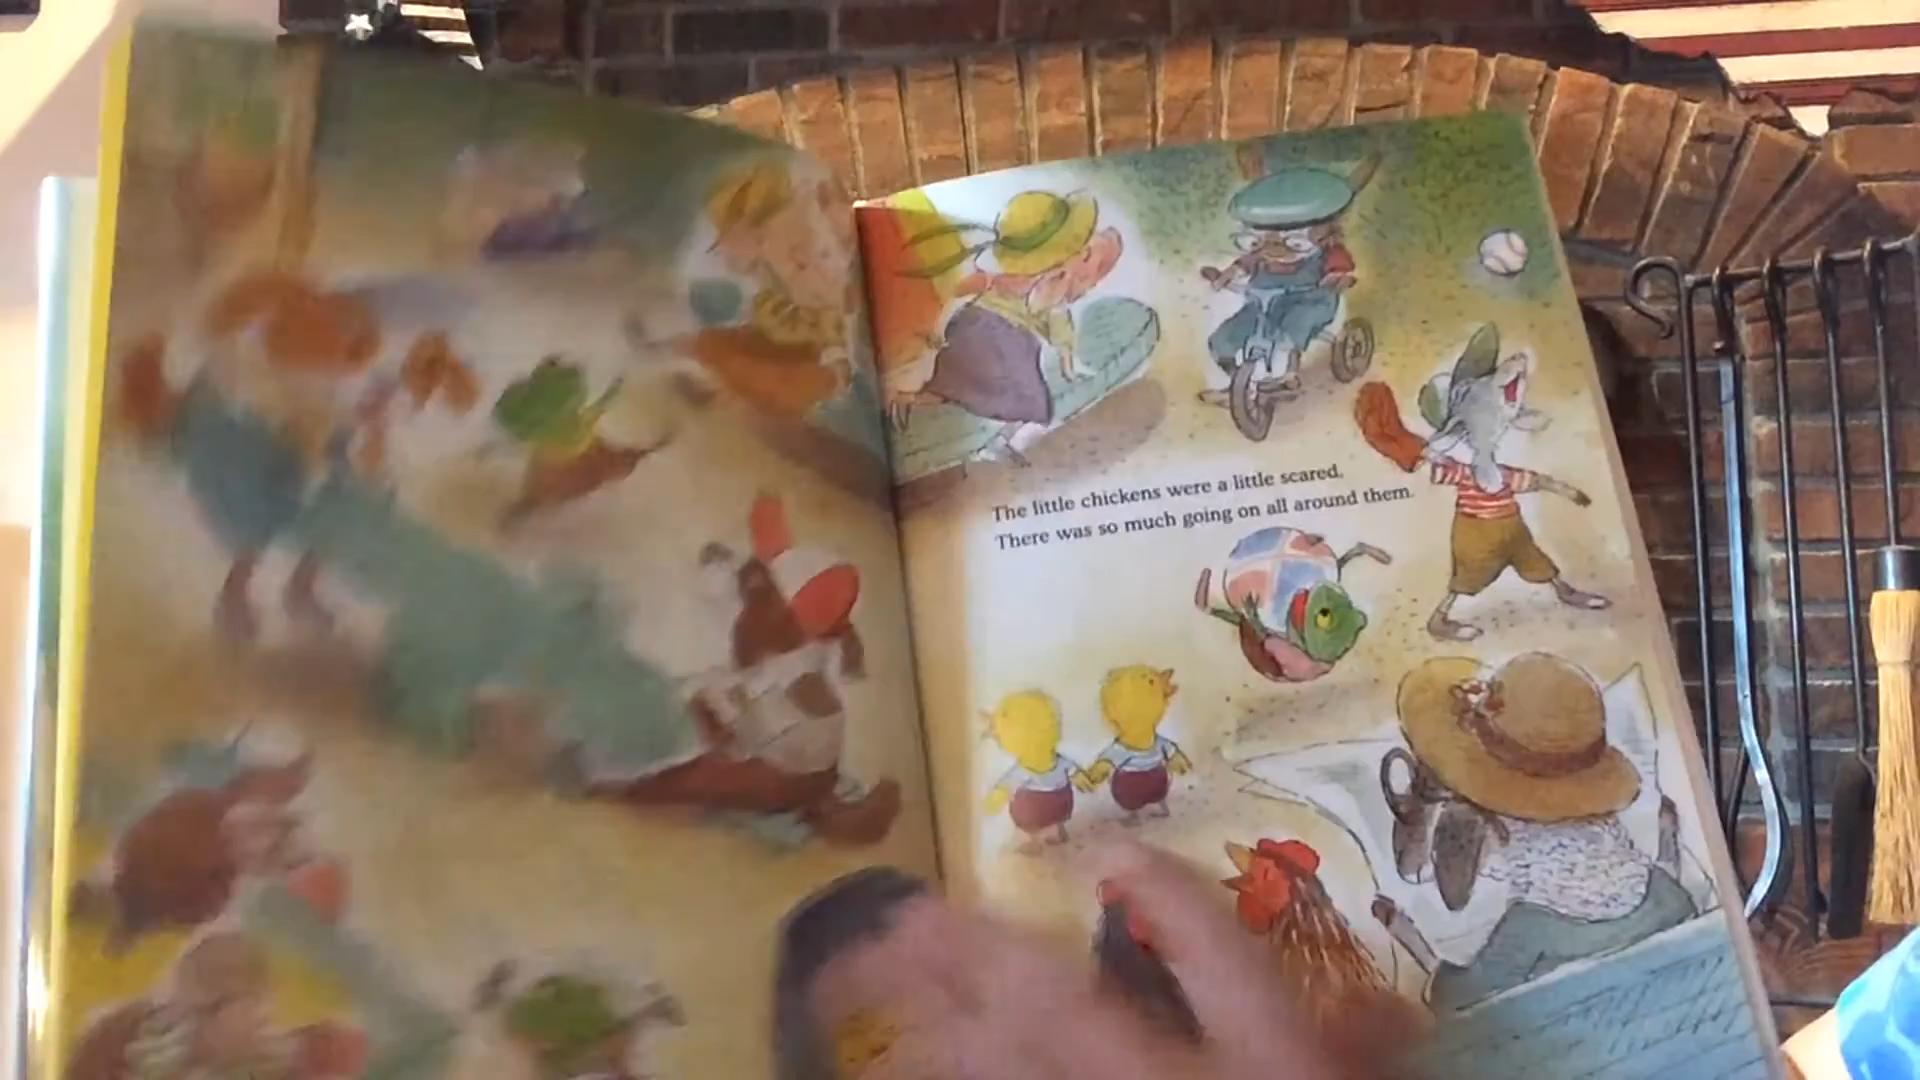 The little chickens were a little scared.
There was so much going on all around them.